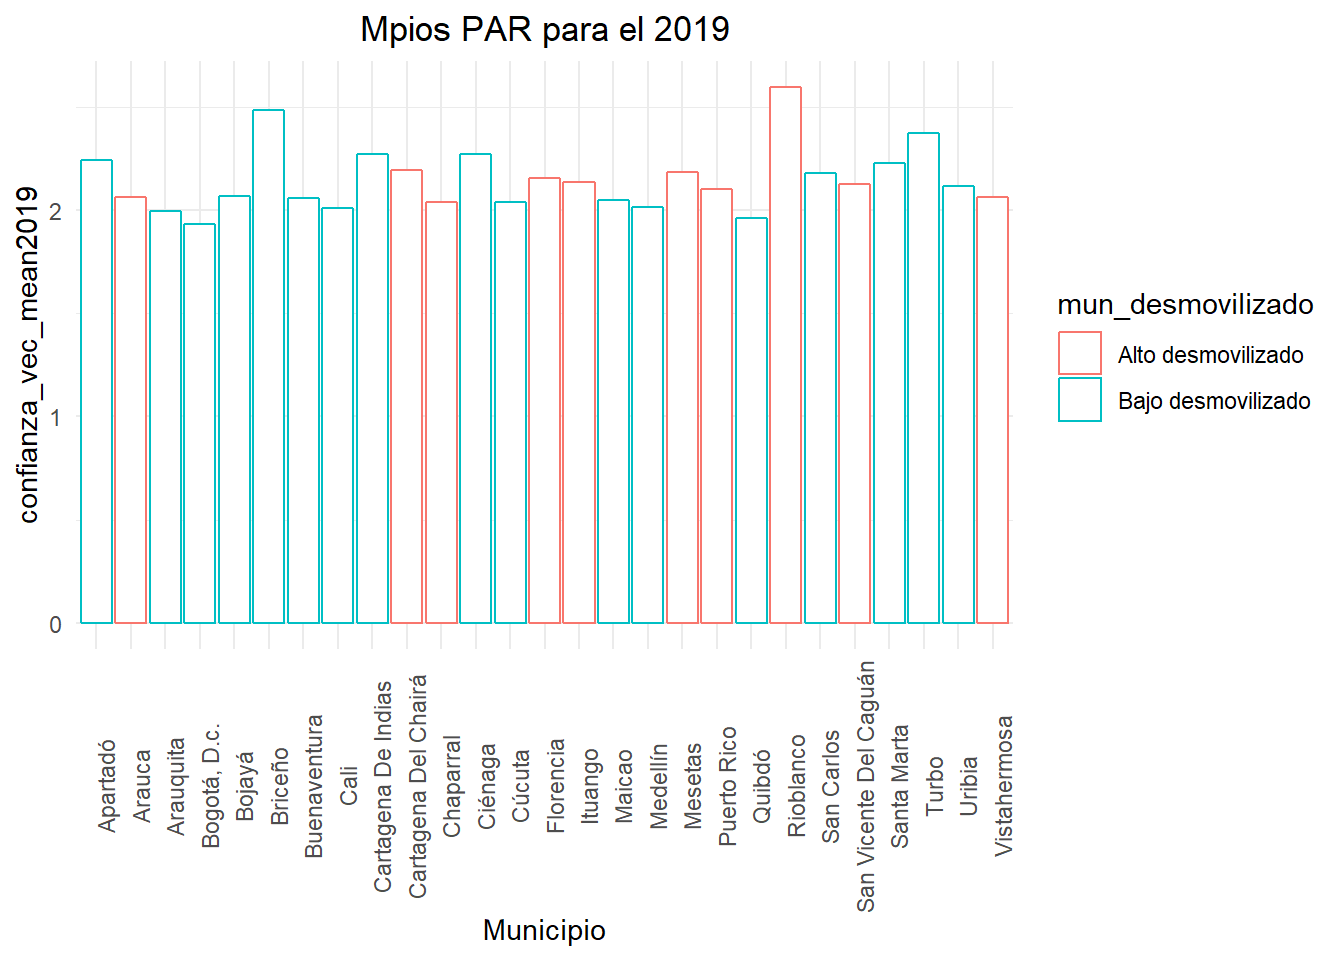 Mpios PAR para el 2019
confianza_vec_mean2019
2
1
0
Apartadó
Arauca
Arauquita
Bogotá, D.c.
Bojayá
Briceño
Buenaventura
Cali
Cartagena De Indias
Cartagena Del Chairá
Chaparral
Ciénaga
Cúcuta
Florencia
Ituango
Maicao
Medellín
Mesetas
Puerto Rico
Quibdó
Rioblanco
San Carlos
San Vicente Del Caguán
Santa Marta
Turbo
Uribia
Vistahermosa
Municipio
mun_desmovilizado
Alto desmovilizado
Bajo desmovilizado